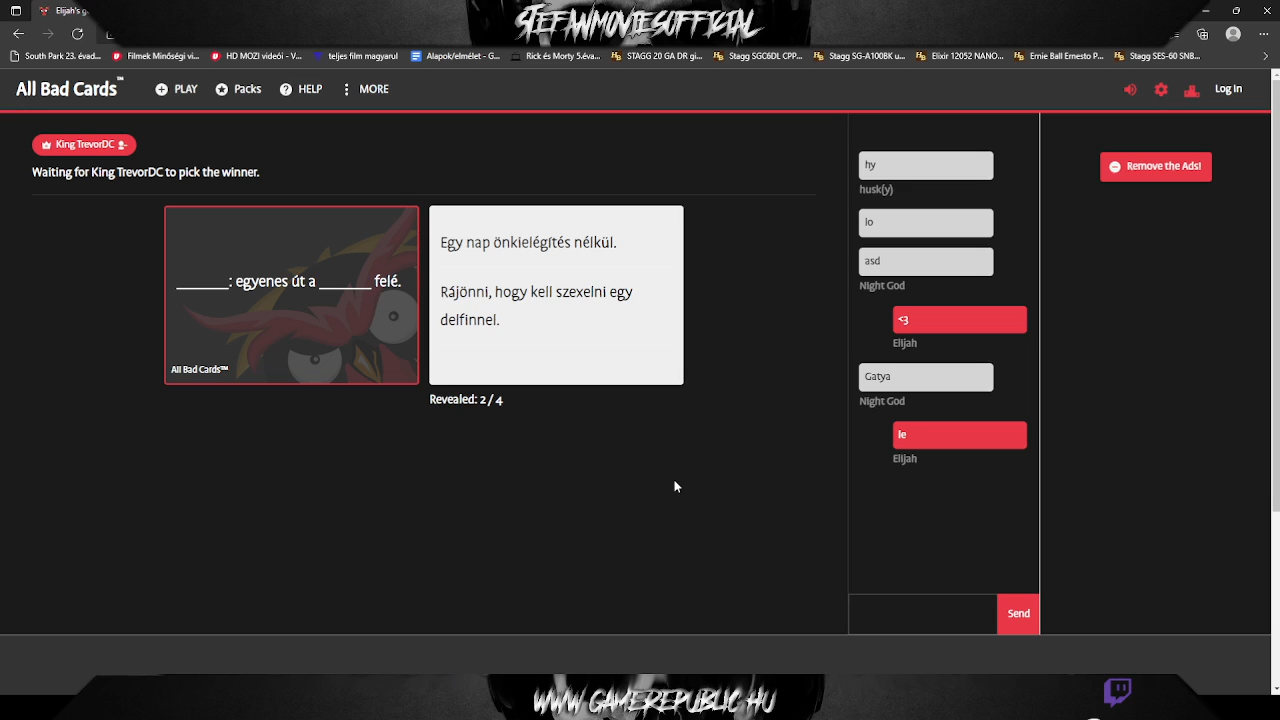 STEFANMOVIESOFFICIAL
Elijah's g
South Park 23. évad...
Filmek Minőségi vi...
HD MOZI videói - V...
teljes film magyarul
Alapok/elmélet - G...
Rick és Morty 5.éva...
STAGG 20 GA DR gi...
Stagg SGC6DL CPP...
Stagg SG-A100BK u...
Elixir 12052 NANO...
Ernie Ball Ernesto P...
Stagg SES-60 SNB...
All Bad Cards™
PLAY
Packs
HELP
MORE
Log In
King TrevorDC
Waiting for King TrevorDC to pick the winner.
_______: egyenes út a _______ felé.
All Bad Cards™
Egy nap önkielégítés nélkül.
Rájönni, hogy kell szexelni egy
delfinnel.
Revealed: 2 / 4
hy
husk(y)
lo
asd
Night God
<3
Elijah
Gatya
Night God
le
Elijah
Send
Remove the Ads!
WWW GAMEREPUBLIC.HU